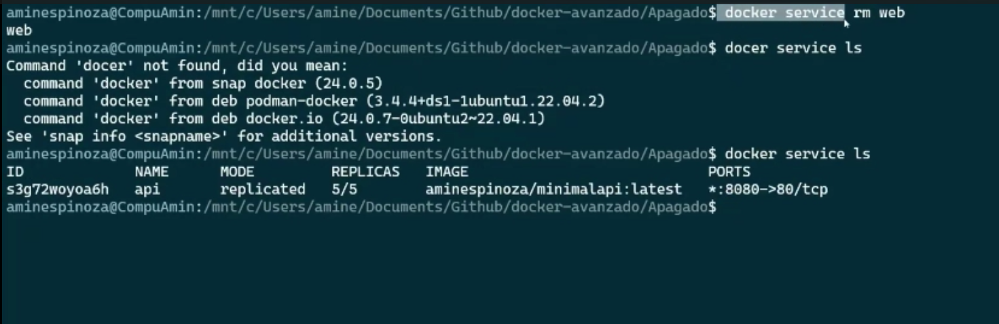 aminespinoza@CompuAmin:/mnt/c/Users/amine/Documents/Github/docker-avanzado/Apagado$ docker service rm web
web
aminespinoza@CompuAmin:/mnt/c/Users/amine/Documents/Github/docker-avanzado/Apagado$ docer service ls
Command 'docer' not found, did you mean:
  command 'docker' from snap docker (24.0.5)
  command 'docker' from deb podman-docker (3.4.4+ds1-1ubuntu1.22.04.2)
  command 'docker' from deb docker.io (24.0.7-0ubuntu2~22.04.1)
See 'snap info <snapname>' for additional versions.
aminespinoza@CompuAmin:/mnt/c/Users/amine/Documents/Github/docker-avanzado/Apagado$ docker service ls
ID             NAME      MODE         REPLICAS   IMAGE                            PORTS
s3g72woyoa6h   api       replicated   5/5        aminespinoza/minimalapi:latest   *:8080->80/tcp
aminespinoza@CompuAmin:/mnt/c/Users/amine/Documents/Github/docker-avanzado/Apagado$